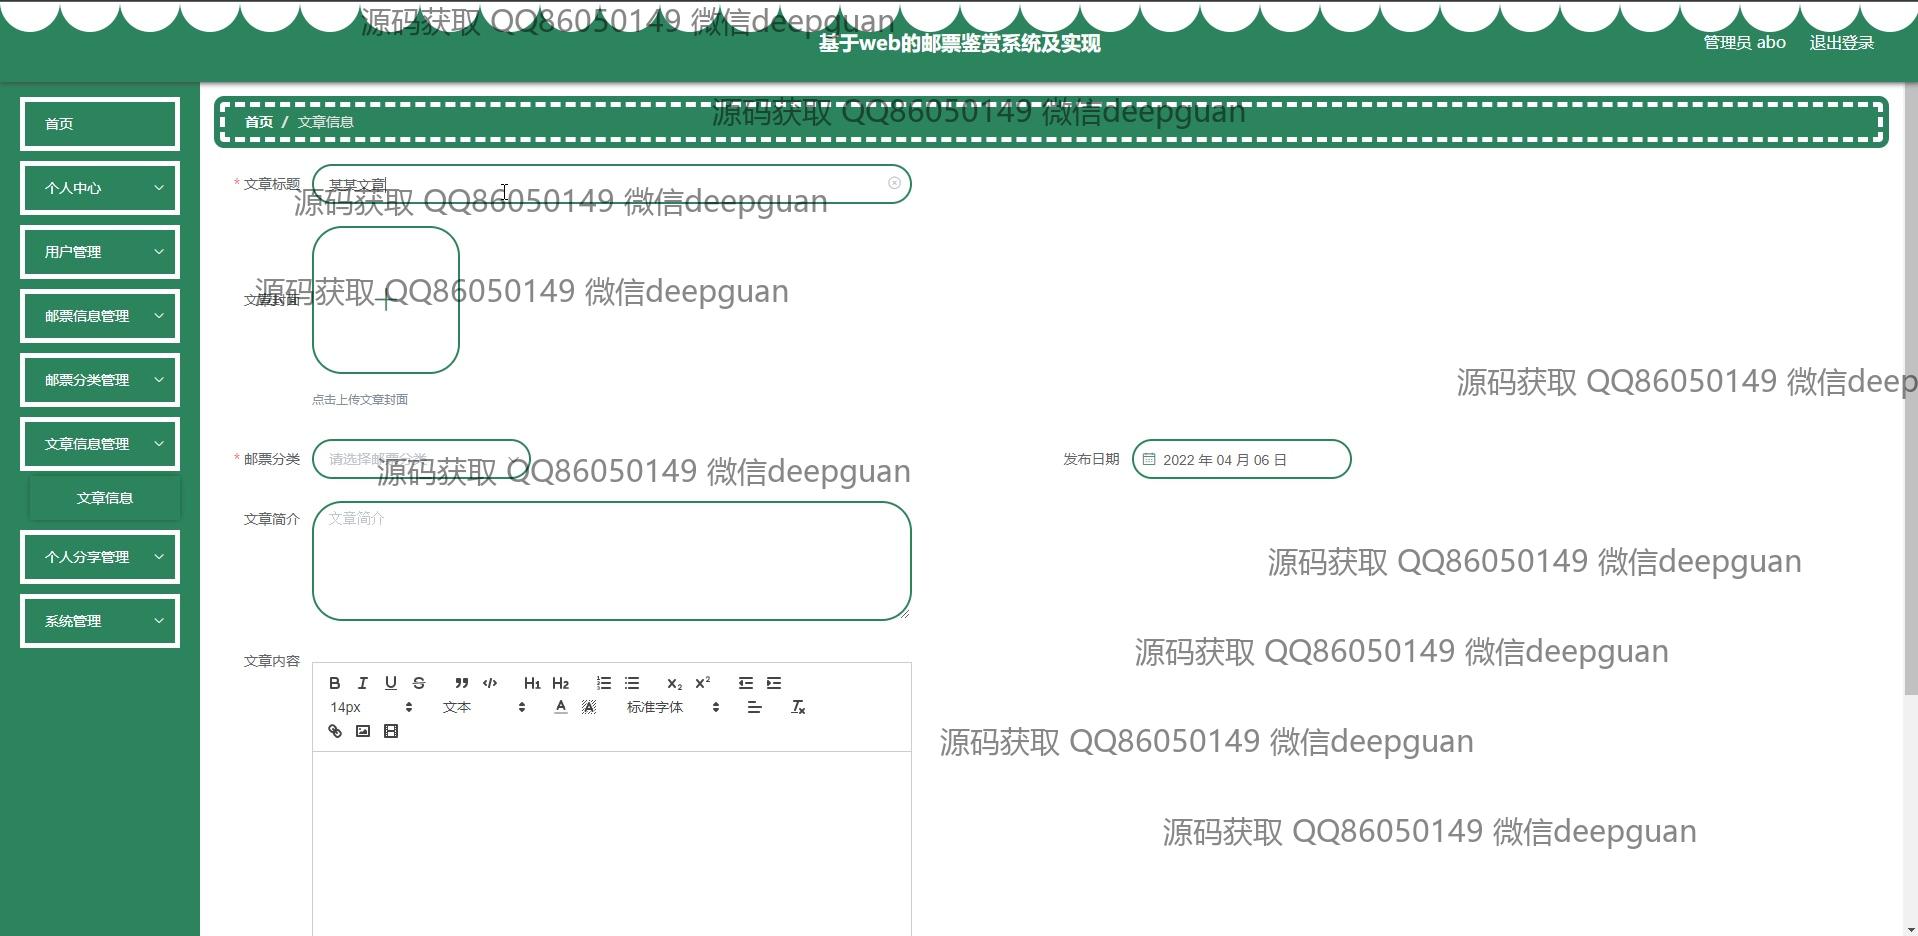 源码获取 QQ86050149 微信deepguan
基于web的邮票鉴赏系统及实现
管理员 abo
退出登录
首页
个人中心
用户管理
邮票信息管理
邮票分类管理
文章信息管理
文章信息
个人分享管理
系统管理
源码获取 QQ86050149 微信deepguan
首页 / 文章信息
* 文章标题
某某文章
源码获取 QQ86050149 微信deepguan
文章封面
源码获取 QQ86050149 微信deepguan
源码获取 QQ86050149 微信deep
点击上传文章封面
* 邮票分类
请选择邮票分类
发布日期
2022 年 04 月 06 日
源码获取 QQ86050149 微信deepguan
文章简介
文章简介
源码获取 QQ86050149 微信deepguan
源码获取 QQ86050149 微信deepguan
文章内容
B I U S H1 H2 X2 X2
14px 文本 A A 标准字体 Tx
源码获取 QQ86050149 微信deepguan
源码获取 QQ86050149 微信deepguan